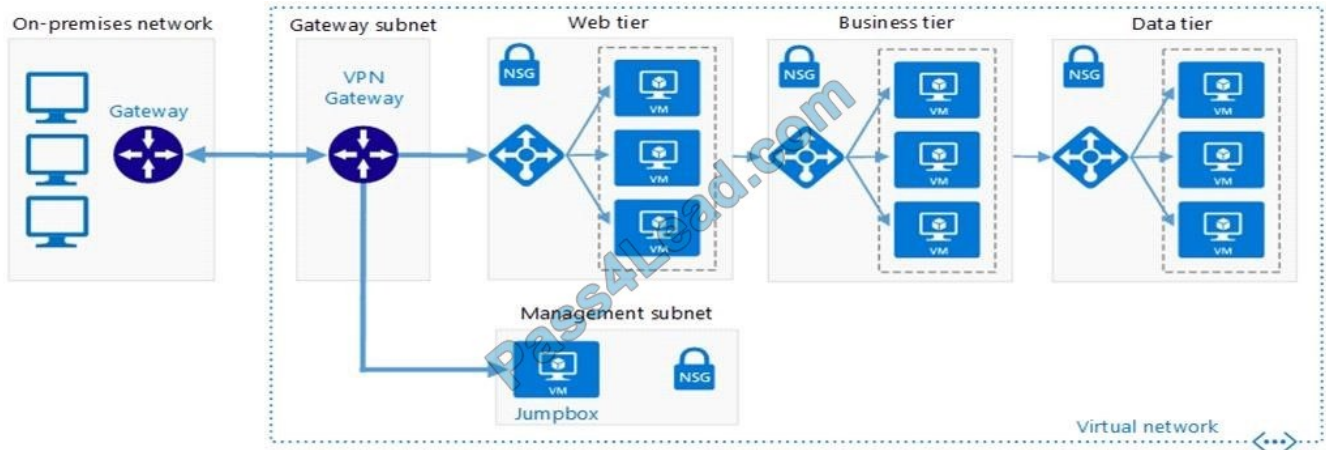 On-premises network
Gateway
Gateway subnet
VPN
Gateway
Web tier
NSG
VM
VM
VM
Business tier
NSG
VM
VM
VM
Data tier
NSG
VM
VM
VM
Management subnet
VM
Jumpbox
NSG
Virtual network
Pass4Lead.com